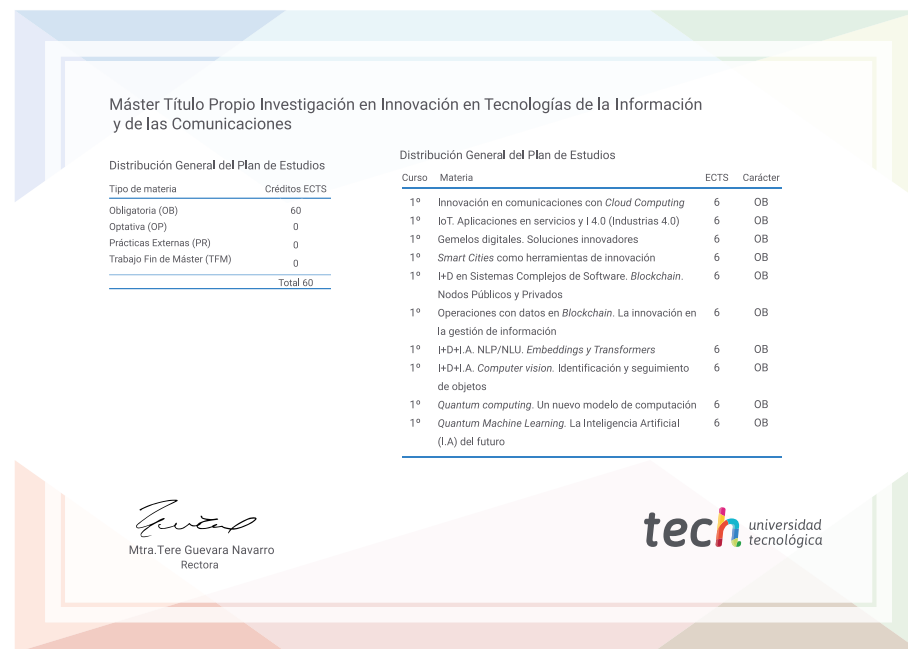 Máster Título Propio Investigación en Innovación en Tecnologías de la Información
y de las Comunicaciones
Distribución General del Plan de Estudios
Tipo de materia Créditos ECTS
Obligatoria (OB) 60
Optativa (OP) 0
Prácticas Externas (PR) 0
Trabajo Fin de Máster (TFM) 0
Total 60
Distribución General del Plan de Estudios
Curso Materia ECTS Carácter
1º Innovación en comunicaciones con Cloud Computing 6 OB
1º IoT. Aplicaciones en servicios y I 4.0 (Industrias 4.0) 6 OB
1º Gemelos digitales. Soluciones innovadores 6 OB
1º Smart Cities como herramientas de innovación 6 OB
1º I+D en Sistemas Complejos de Software. Blockchain. 6 OB
Nodos Públicos y Privados
1º Operaciones con datos en Blockchain. La innovación en 6 OB
la gestión de información
1º I+D+I.A. NLP/NLU. Embeddings y Transformers 6 OB
1º I+D+I.A. Computer vision. Identificación y seguimiento 6 OB
de objetos
1º Quantum computing. Un nuevo modelo de computación 6 OB
1º Quantum Machine Learning. La Inteligencia Artificial 6 OB
(I.A) del futuro
Mtra.Tere Guevara Navarro
Rectora
tech universidad
tecnológica